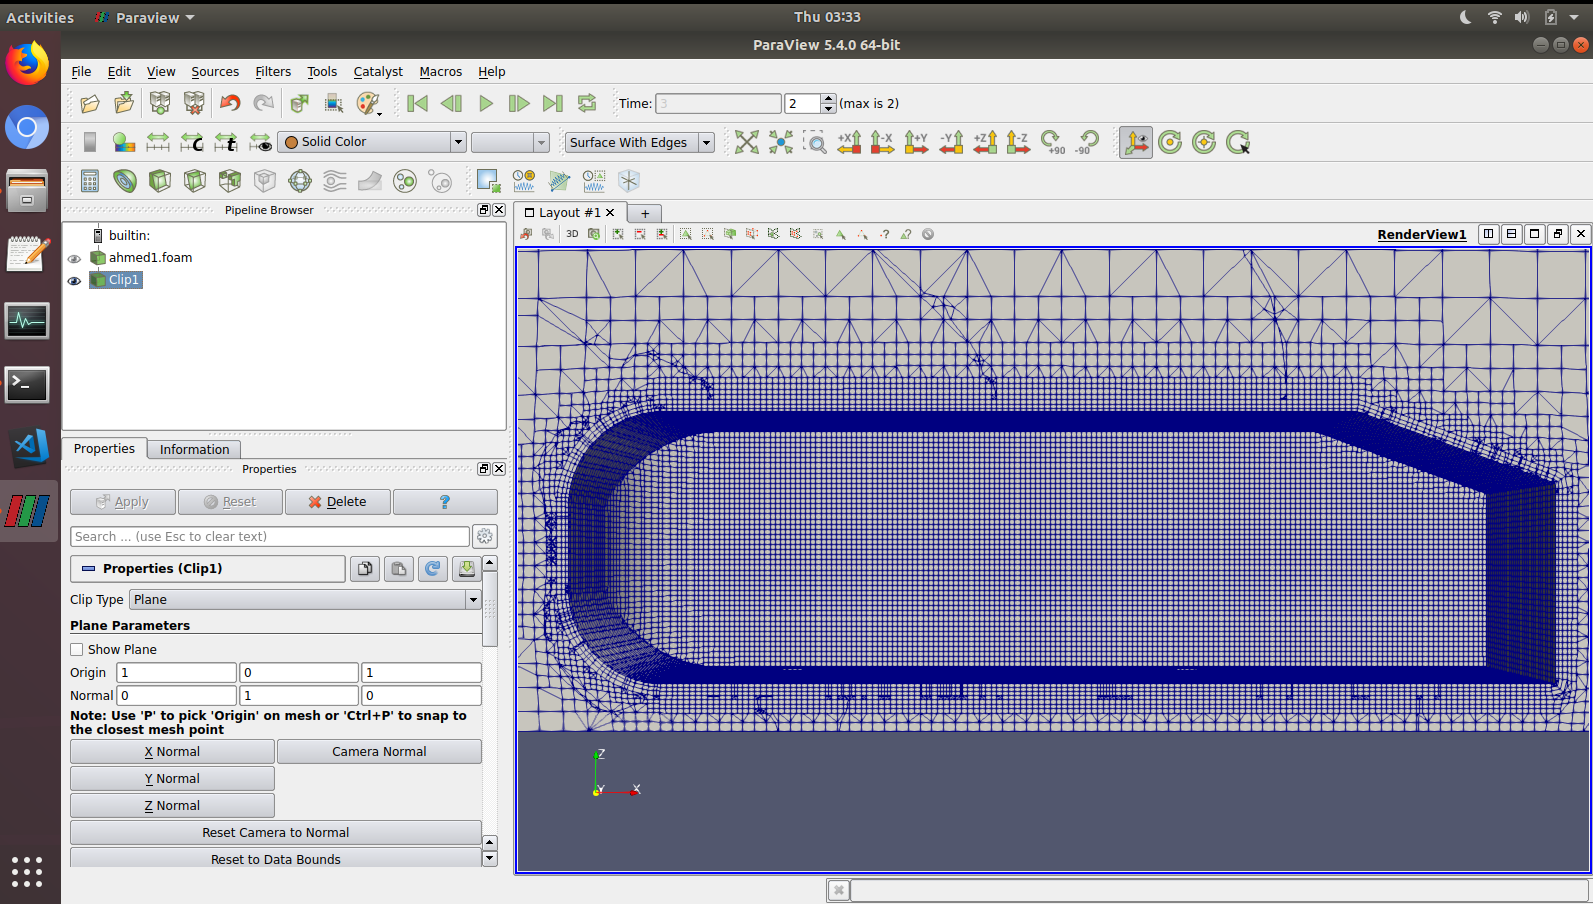 Activities Paraview Thu 03:33
ParaView 5.4.0 64-bit
File Edit View Sources Filters Tools Catalyst Macros Help
Time: 3 2 (max is 2)
Solid Color Surface With Edges +X -X +Y -Y +Z -Z +90 -90
Pipeline Browser
Layout #1
builtin:
3D
RenderView1
ahmed1.foam
Clip1
Properties Information
Properties
Apply Reset Delete ?
Search ... (use Esc to clear text)
Properties (Clip1)
Clip Type Plane
Plane Parameters
Show Plane
Origin 1 0 1
Normal 0 1 0
Note: Use 'P' to pick 'Origin' on mesh or 'Ctrl+P' to snap to
the closest mesh point
X Normal Camera Normal
Y Normal
Z Normal
Reset Camera to Normal
Reset to Data Bounds
Z
Y X